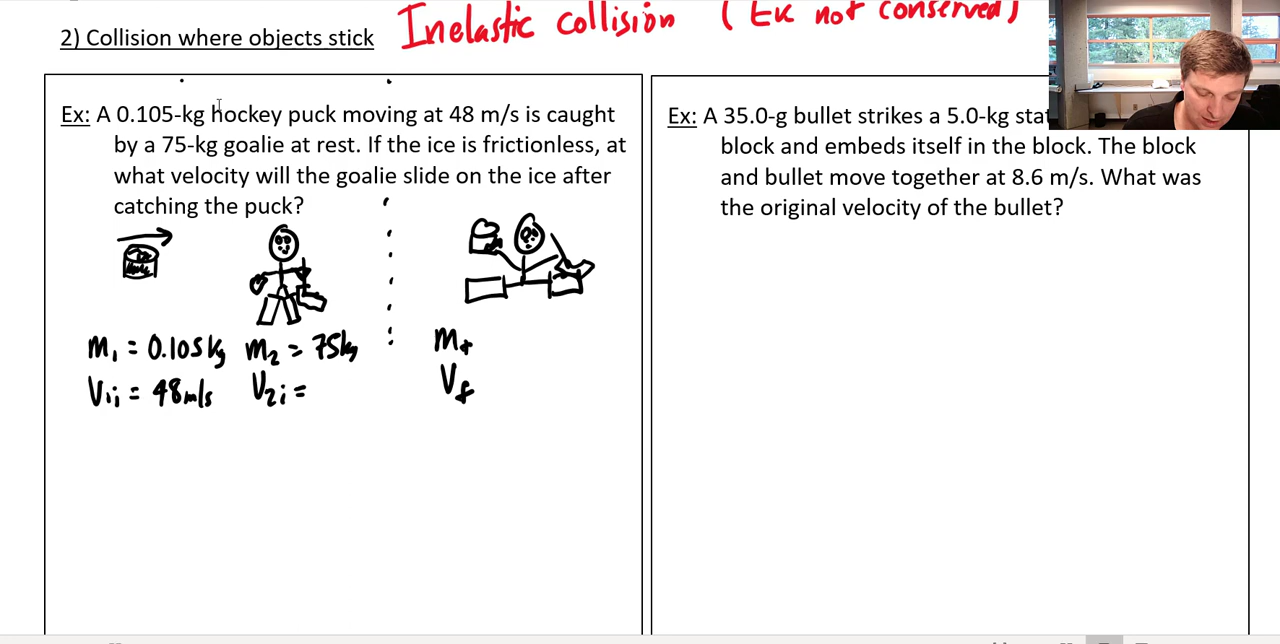 2) Collision where objects stick
Inelastic collision (Ek not conserved)
Ex: A 0.105-kg hockey puck moving at 48 m/s is caught
by a 75-kg goalie at rest. If the ice is frictionless, at
what velocity will the goalie slide on the ice after
catching the puck?
m₁ = 0.105kg m₂ = 75kg
V₁ᵢ = 48m/s V₂ᵢ =
m_f
V_f
Ex: A 35.0-g bullet strikes a 5.0-kg
block and embeds itself in the block. The block
and bullet move together at 8.6 m/s. What was
the original velocity of the bullet?